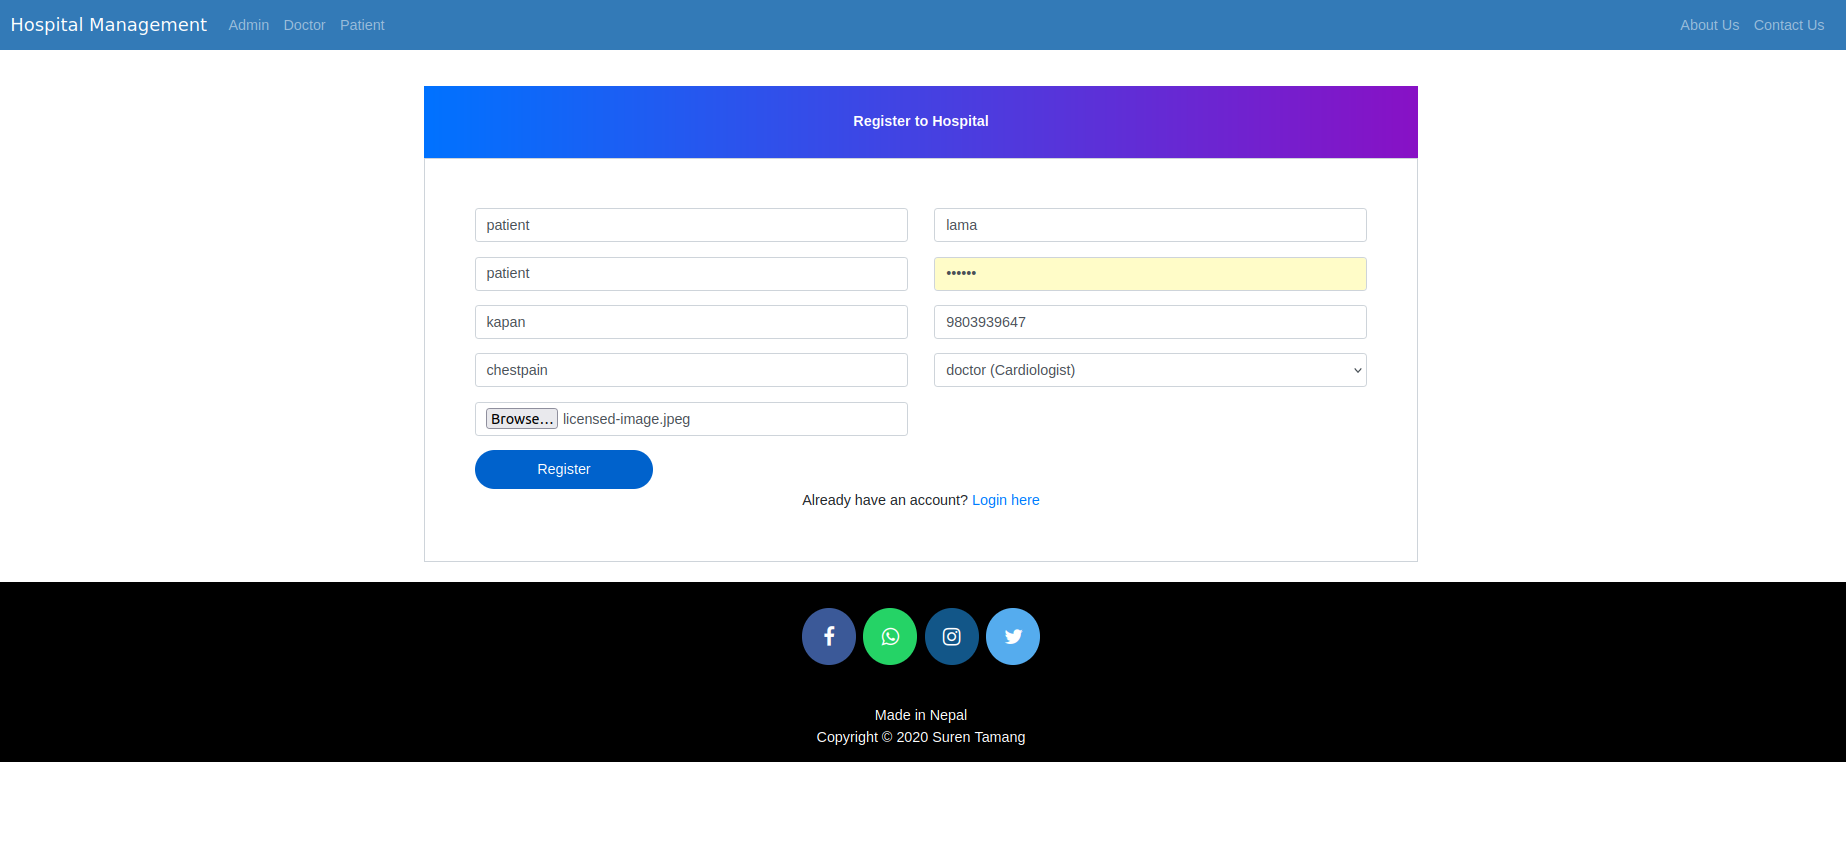 Hospital Management Admin Doctor Patient About Us Contact Us
Register to Hospital
patient lama
patient ••••••
kapan 9803939647
chestpain doctor (Cardiologist)
Browse... licensed-image.jpeg
Register
Already have an account? Login here
Made in Nepal
Copyright © 2020 Suren Tamang